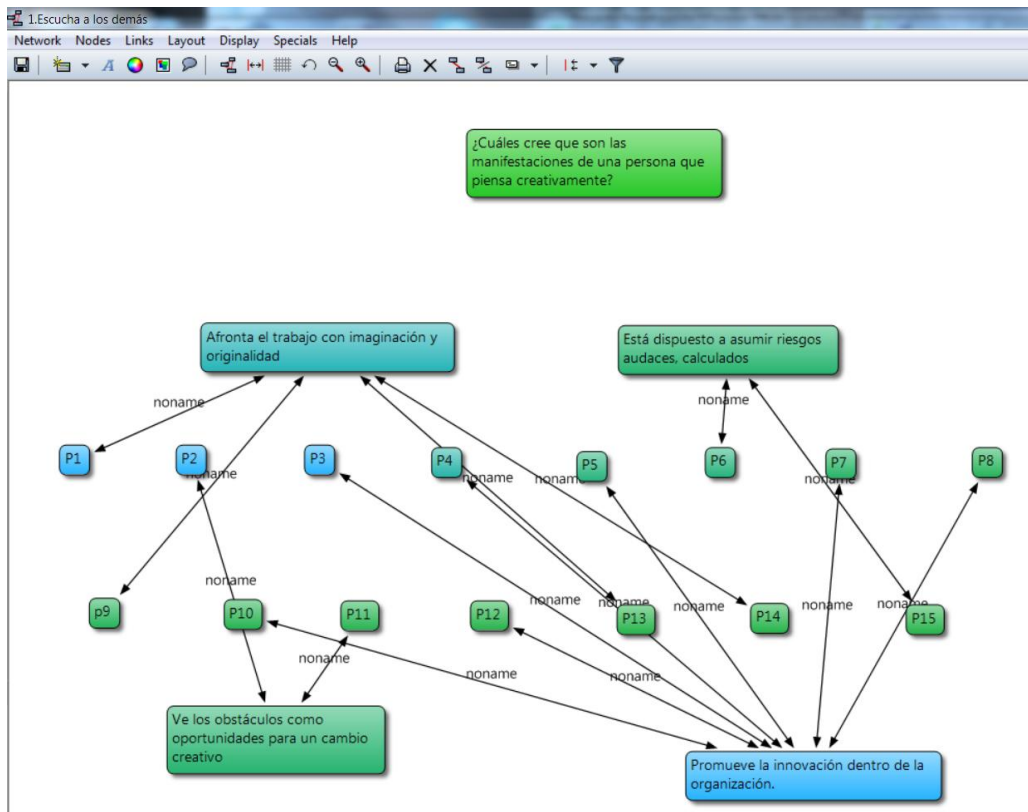 1.Escucha a los demás
Network Nodes Links Layout Display Specials Help
¿Cuáles cree que son las
manifestaciones de una persona que
piensa creativamente?
Afronta el trabajo con imaginación y
originalidad
Está dispuesto a asumir riesgos
audaces, calculados
noname
noname
P1
P2
P3
P4
P5
P6
P7
P8
noname
noname
noname
noname
noname
noname
noname
noname
noname
noname
p9
P10
P11
P12
P13
P14
P15
noname
noname
noname
Ve los obstáculos como
oportunidades para un cambio
creativo
Promueve la innovación dentro de la
organización.